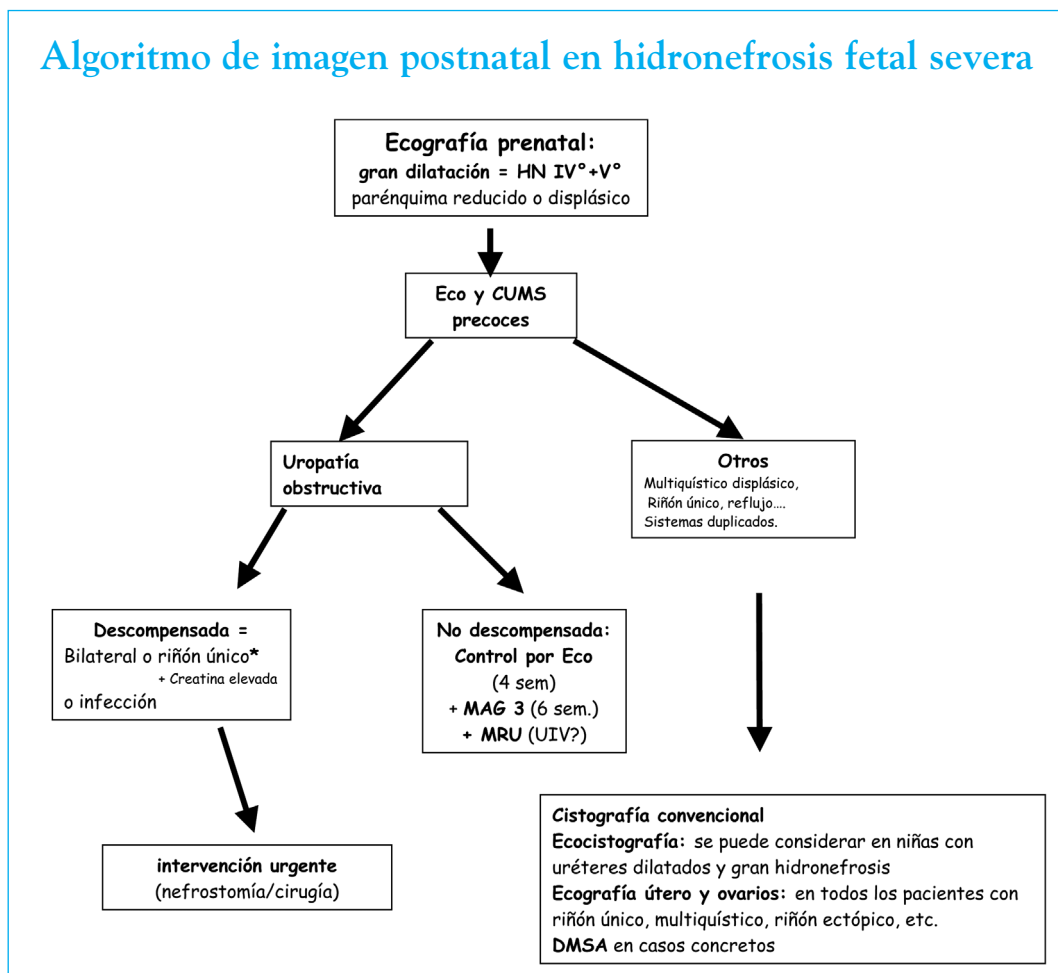 Algoritmo de imagen postnatal en hidronefrosis fetal severa
Ecografía prenatal:
gran dilatación = HN IV°+V°
parénquima reducido o displásico
Eco y CUMS
precoces
Uropatía
obstructiva
Otros
Multiquístico displásico,
Riñón único, reflujo....
Sistemas duplicados.
Descompensada =
Bilateral o riñón único*
+ Creatina elevada
o infección
No descompensada:
Control por Eco
(4 sem)
+ MAG 3 (6 sem.)
+ MRU (UIV?)
intervención urgente
(nefrostomía/cirugía)
Cistografía convencional
Ecocistografía: se puede considerar en niñas con
uréteres dilatados y gran hidronefrosis
Ecografía útero y ovarios: en todos los pacientes con
riñón único, multiquístico, riñón ectópico, etc.
DMSA en casos concretos